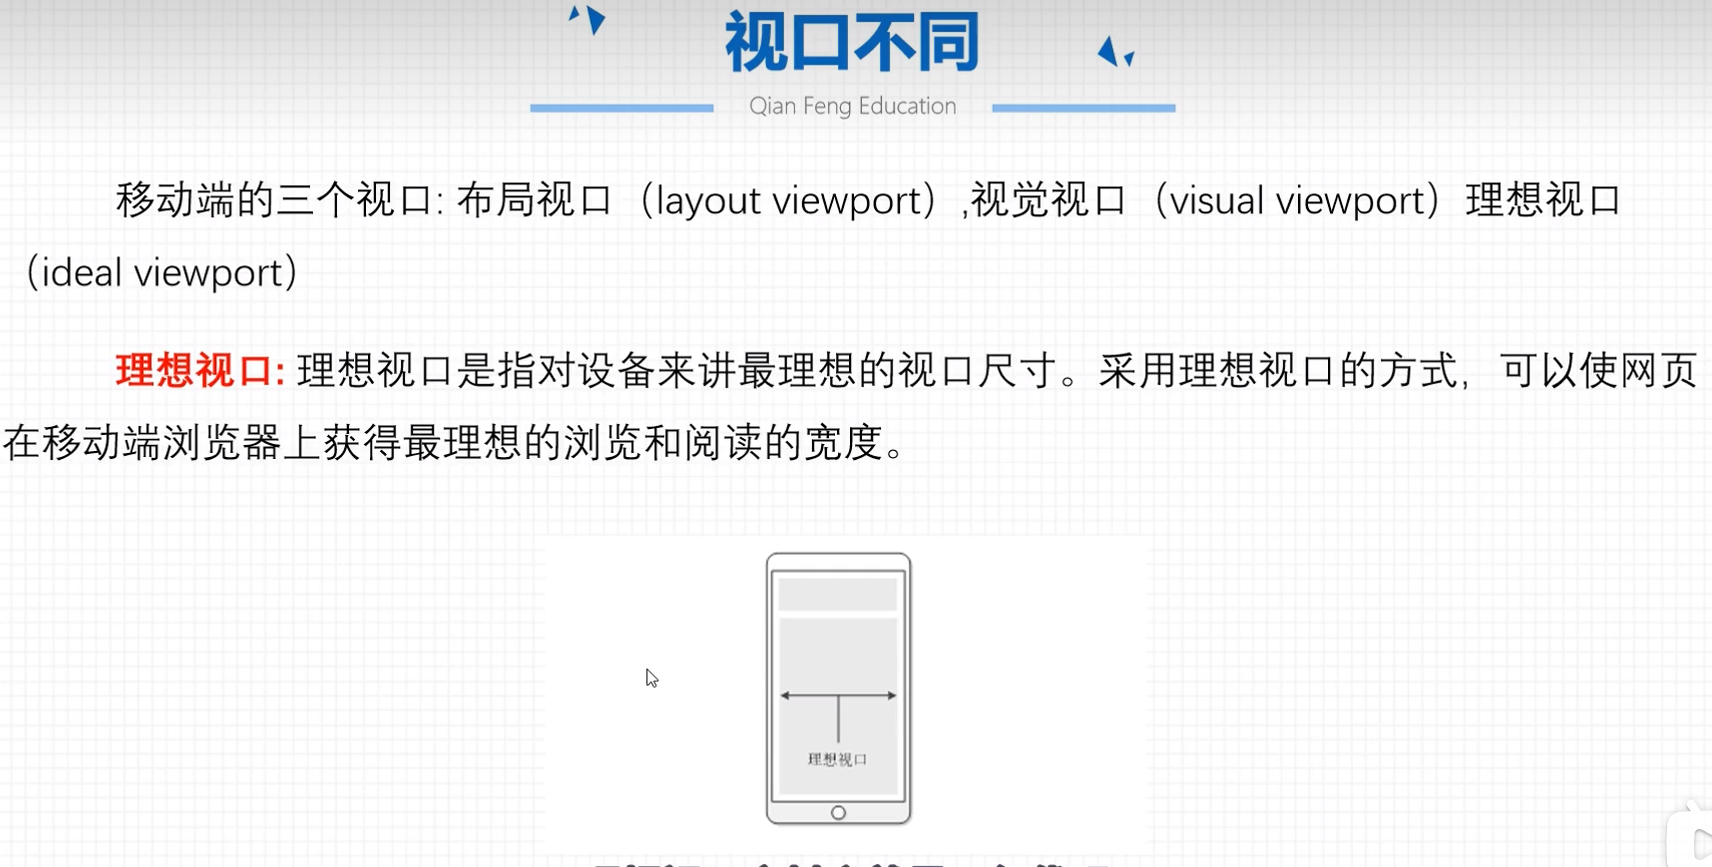 视口不同
Qian Feng Education
移动端的三个视口: 布局视口（layout viewport）,视觉视口（visual viewport）理想视口
（ideal viewport）
理想视口: 理想视口是指对设备来讲最理想的视口尺寸。采用理想视口的方式，可以使网页
在移动端浏览器上获得最理想的浏览和阅读的宽度。
理想视口